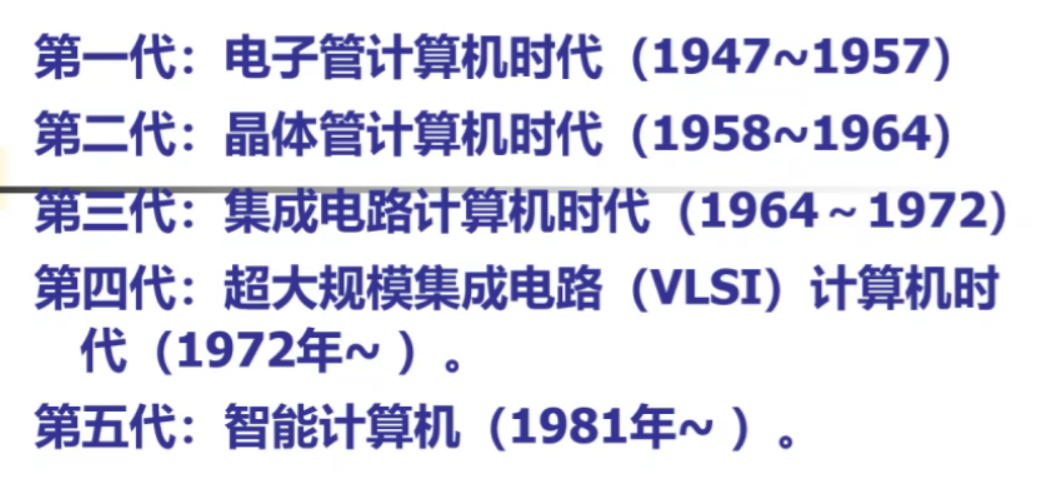 第一代：电子管计算机时代（1947~1957）
第二代：晶体管计算机时代（1958~1964）
第三代：集成电路计算机时代（1964～1972）
第四代：超大规模集成电路（VLSI）计算机时
代（1972年~ ）。
第五代：智能计算机（1981年~ ）。